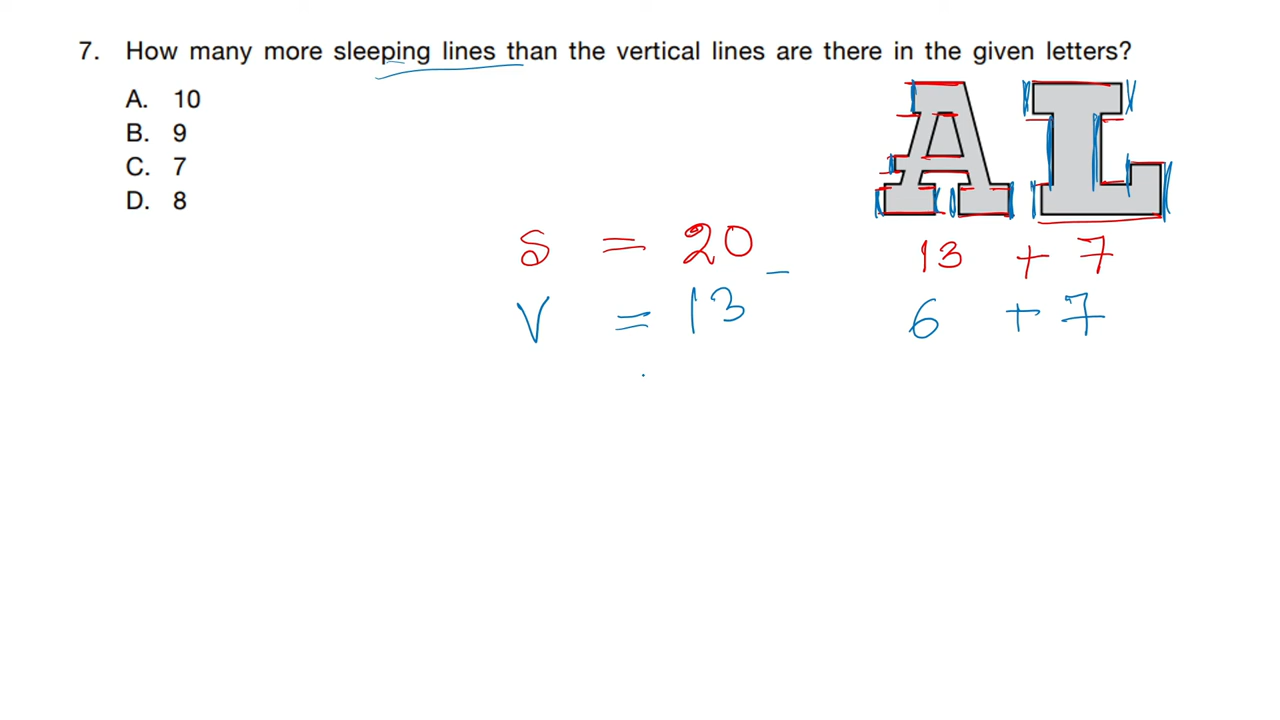 7. How many more sleeping lines than the vertical lines are there in the given letters?
A. 10
B. 9
C. 7
D. 8
AL
S = 20 - 13 + 7
V = 13 6 + 7